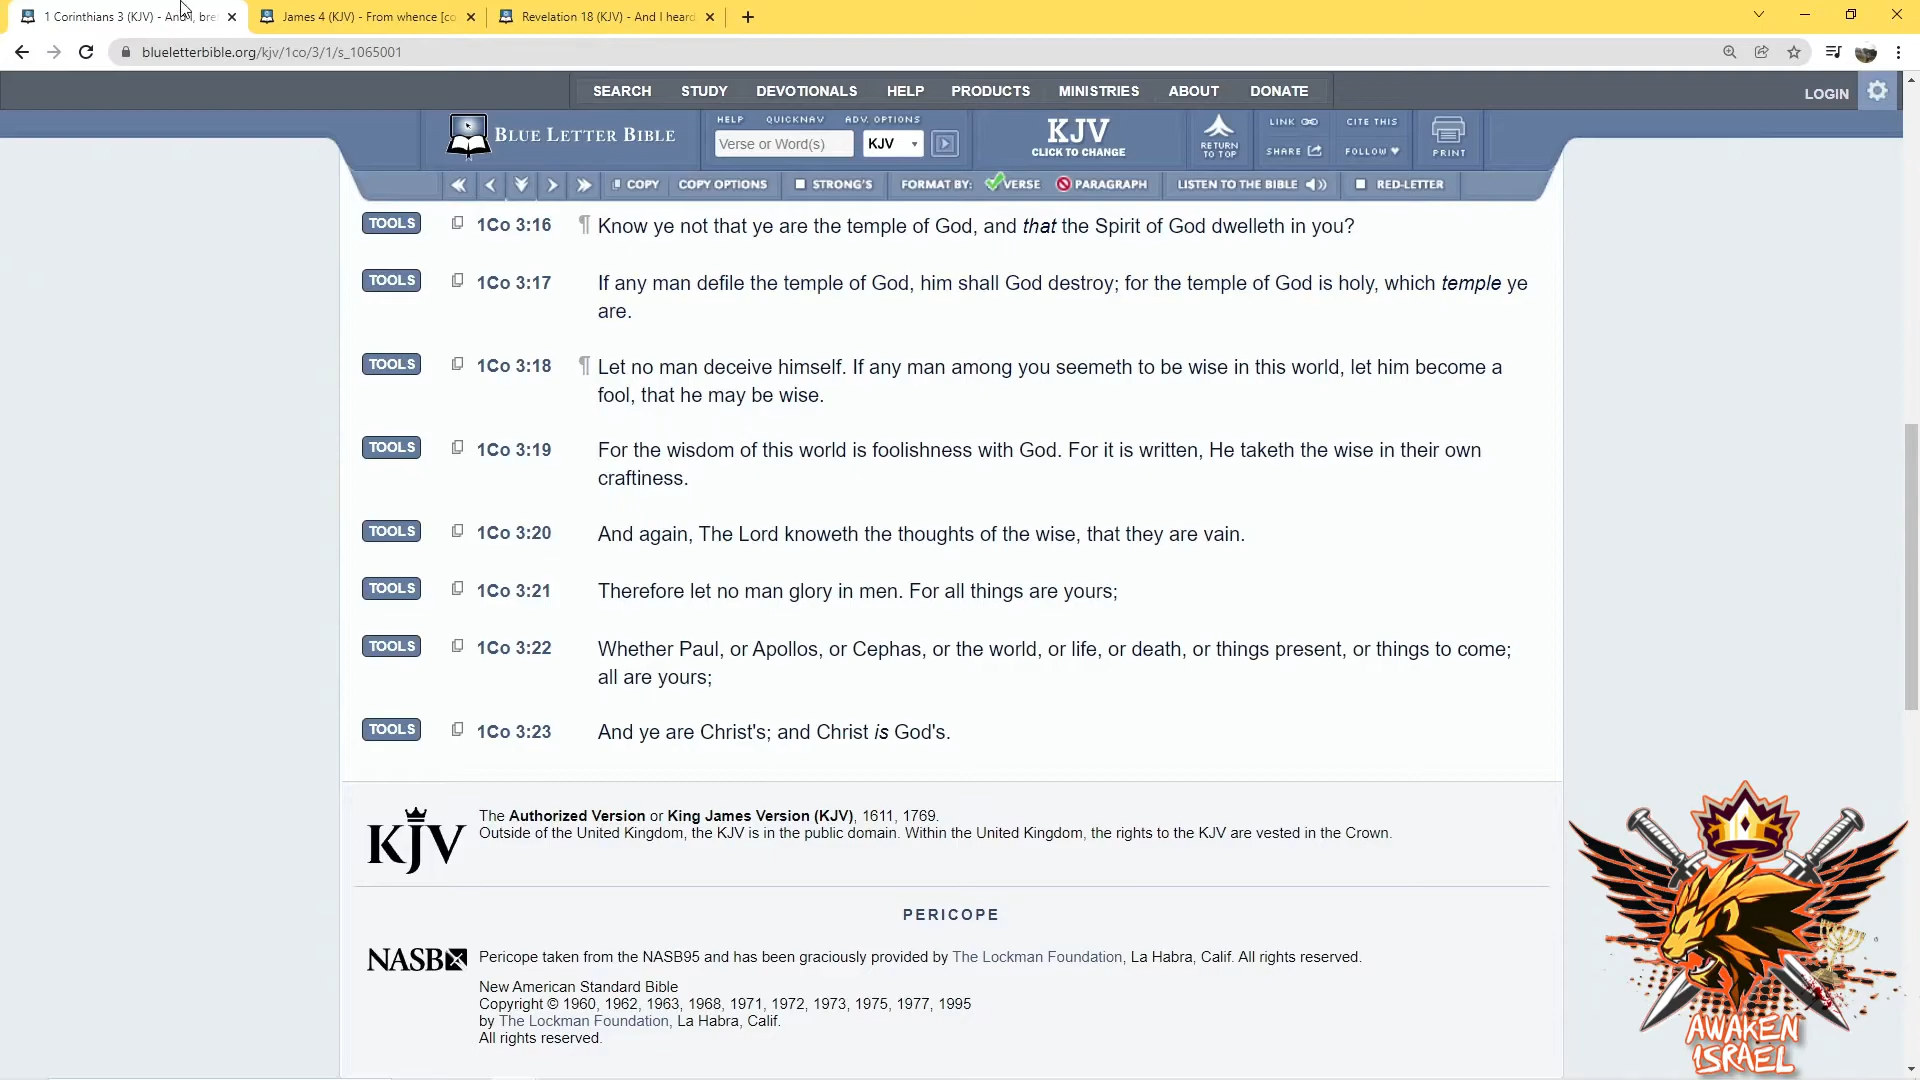 1 Corinthians 3 (KJV) - And I, bre
James 4 (KJV) - From whence [co
Revelation 18 (KJV) - And I heard
blueletterbible.org/kjv/1co/3/1/s_1065001
SEARCH STUDY DEVOTIONALS HELP PRODUCTS MINISTRIES ABOUT DONATE
LOGIN
BLUE LETTER BIBLE
HELP QUICKNAV ADV. OPTIONS
Verse or Word(s) KJV
KJV
CLICK TO CHANGE
RETURN
TO TOP
LINK CITE THIS
SHARE FOLLOW
PRINT
COPY COPY OPTIONS STRONG'S FORMAT BY: VERSE PARAGRAPH LISTEN TO THE BIBLE RED-LETTER
TOOLS 1Co 3:16 ¶ Know ye not that ye are the temple of God, and that the Spirit of God dwelleth in you?
TOOLS 1Co 3:17 If any man defile the temple of God, him shall God destroy; for the temple of God is holy, which temple ye
are.
TOOLS 1Co 3:18 ¶ Let no man deceive himself. If any man among you seemeth to be wise in this world, let him become a
fool, that he may be wise.
TOOLS 1Co 3:19 For the wisdom of this world is foolishness with God. For it is written, He taketh the wise in their own
craftiness.
TOOLS 1Co 3:20 And again, The Lord knoweth the thoughts of the wise, that they are vain.
TOOLS 1Co 3:21 Therefore let no man glory in men. For all things are yours;
TOOLS 1Co 3:22 Whether Paul, or Apollos, or Cephas, or the world, or life, or death, or things present, or things to come;
all are yours;
TOOLS 1Co 3:23 And ye are Christ's; and Christ is God's.
KJV
The Authorized Version or King James Version (KJV), 1611, 1769.
Outside of the United Kingdom, the KJV is in the public domain. Within the United Kingdom, the rights to the KJV are vested in the Crown.
PERICOPE
NASB
Pericope taken from the NASB95 and has been graciously provided by The Lockman Foundation, La Habra, Calif. All rights reserved.
New American Standard Bible
Copyright © 1960, 1962, 1963, 1968, 1971, 1972, 1973, 1975, 1977, 1995
by The Lockman Foundation, La Habra, Calif.
All rights reserved.
AWAKEN
ISRAEL